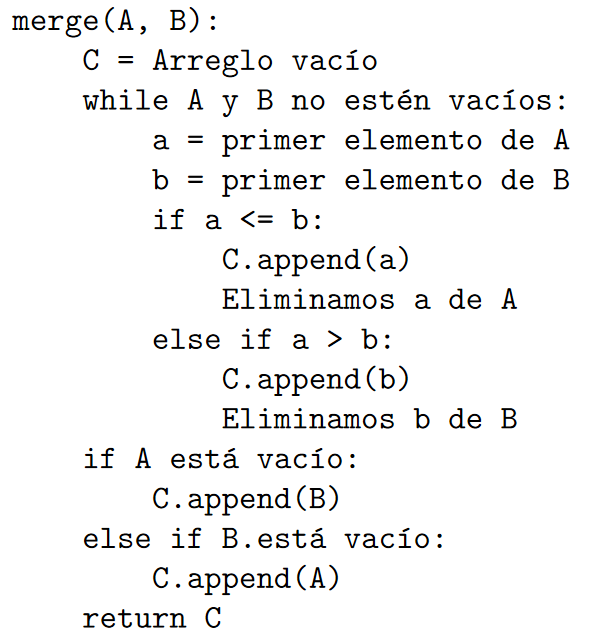 merge(A, B):
    C = Arreglo vacío
    while A y B no estén vacíos:
        a = primer elemento de A
        b = primer elemento de B
        if a <= b:
            C.append(a)
            Eliminamos a de A
        else if a > b:
            C.append(b)
            Eliminamos b de B
    if A está vacío:
        C.append(B)
    else if B.está vacío:
        C.append(A)
    return C